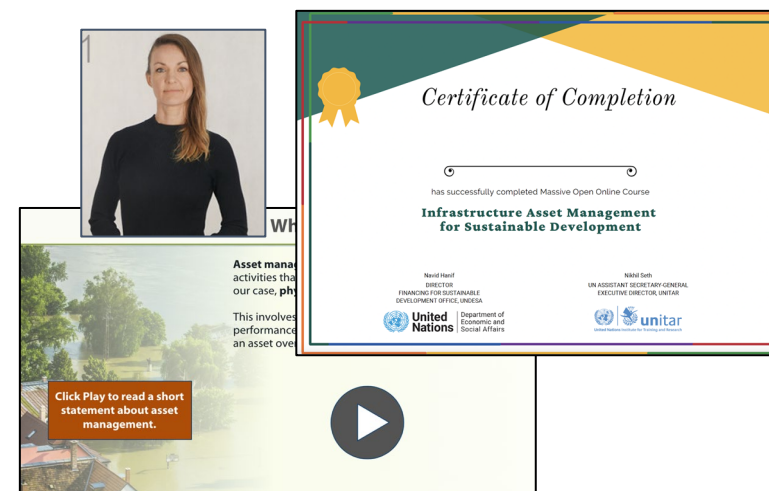 1
Certificate of Completion
has successfully completed Massive Open Online Course
Infrastructure Asset Management
for Sustainable Development
Navid Hanif
DIRECTOR
FINANCING FOR SUSTAINABLE
DEVELOPMENT OFFICE, UNDESA
United
Nations
Department of
Economic and
Social Affairs
Nikhil Seth
UN ASSISTANT SECRETARY-GENERAL
EXECUTIVE DIRECTOR, UNITAR
unitar
United Nations Institute for Training and Research
Wh
Asset mana
activities tha
our case, phy
This involves
performance
an asset over
Click Play to read a short
statement about asset
management.